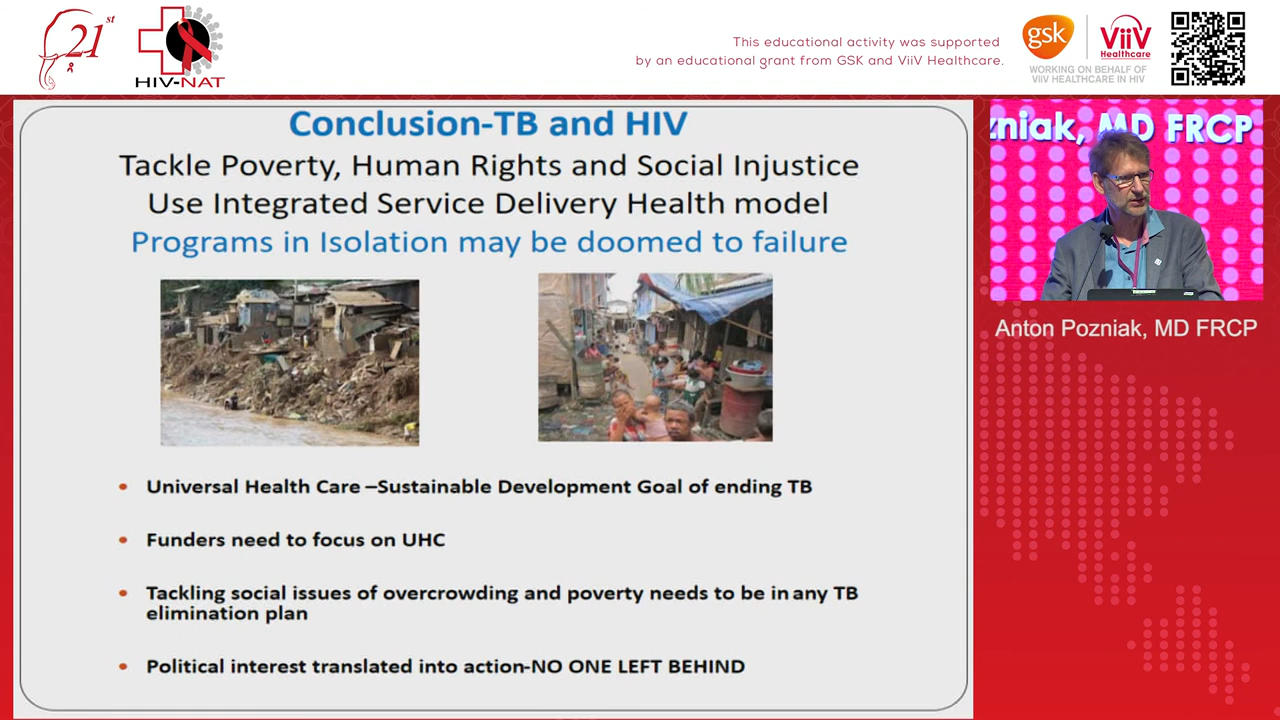 21st
HIV-NAT
This educational activity was supported
by an educational grant from GSK and ViiV Healthcare.
gsk
ViiV
Healthcare
WORKING ON BEHALF OF
VIIV HEALTHCARE IN HIV
Conclusion-TB and HIV
Tackle Poverty, Human Rights and Social Injustice
Use Integrated Service Delivery Health model
Programs in Isolation may be doomed to failure
Universal Health Care –Sustainable Development Goal of ending TB
Funders need to focus on UHC
Tackling social issues of overcrowding and poverty needs to be in any TB
elimination plan
Political interest translated into action-NO ONE LEFT BEHIND
zniak, MD FRCP
Anton Pozniak, MD FRCP